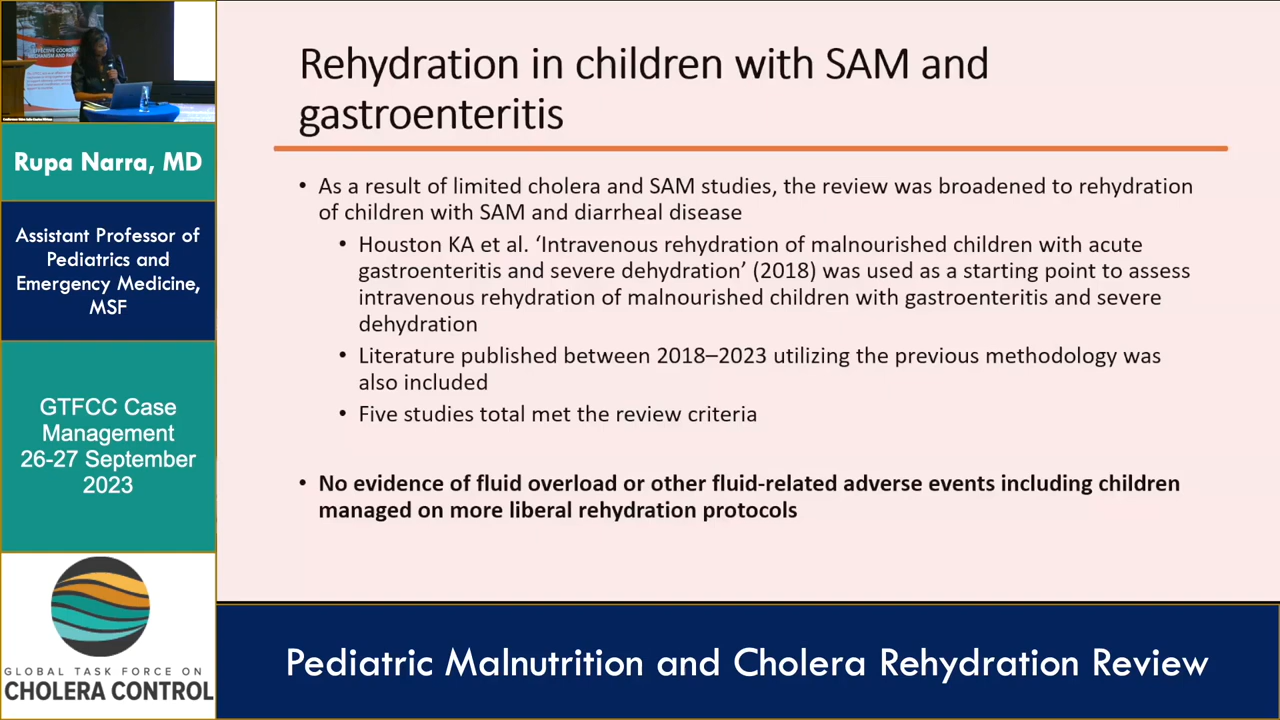 EFFECTIVE COORDI
MECHANISM AND PAR
Rupa Narra, MD
Assistant Professor of
Pediatrics and
Emergency Medicine,
MSF
GTFCC Case
Management
26-27 September
2023
GLOBAL TASK FORCE ON
CHOLERA CONTROL
Rehydration in children with SAM and
gastroenteritis
• As a result of limited cholera and SAM studies, the review was broadened to rehydration
of children with SAM and diarrheal disease
• Houston KA et al. ‘Intravenous rehydration of malnourished children with acute
gastroenteritis and severe dehydration’ (2018) was used as a starting point to assess
intravenous rehydration of malnourished children with gastroenteritis and severe
dehydration
• Literature published between 2018–2023 utilizing the previous methodology was
also included
• Five studies total met the review criteria
• No evidence of fluid overload or other fluid-related adverse events including children
managed on more liberal rehydration protocols
Pediatric Malnutrition and Cholera Rehydration Review